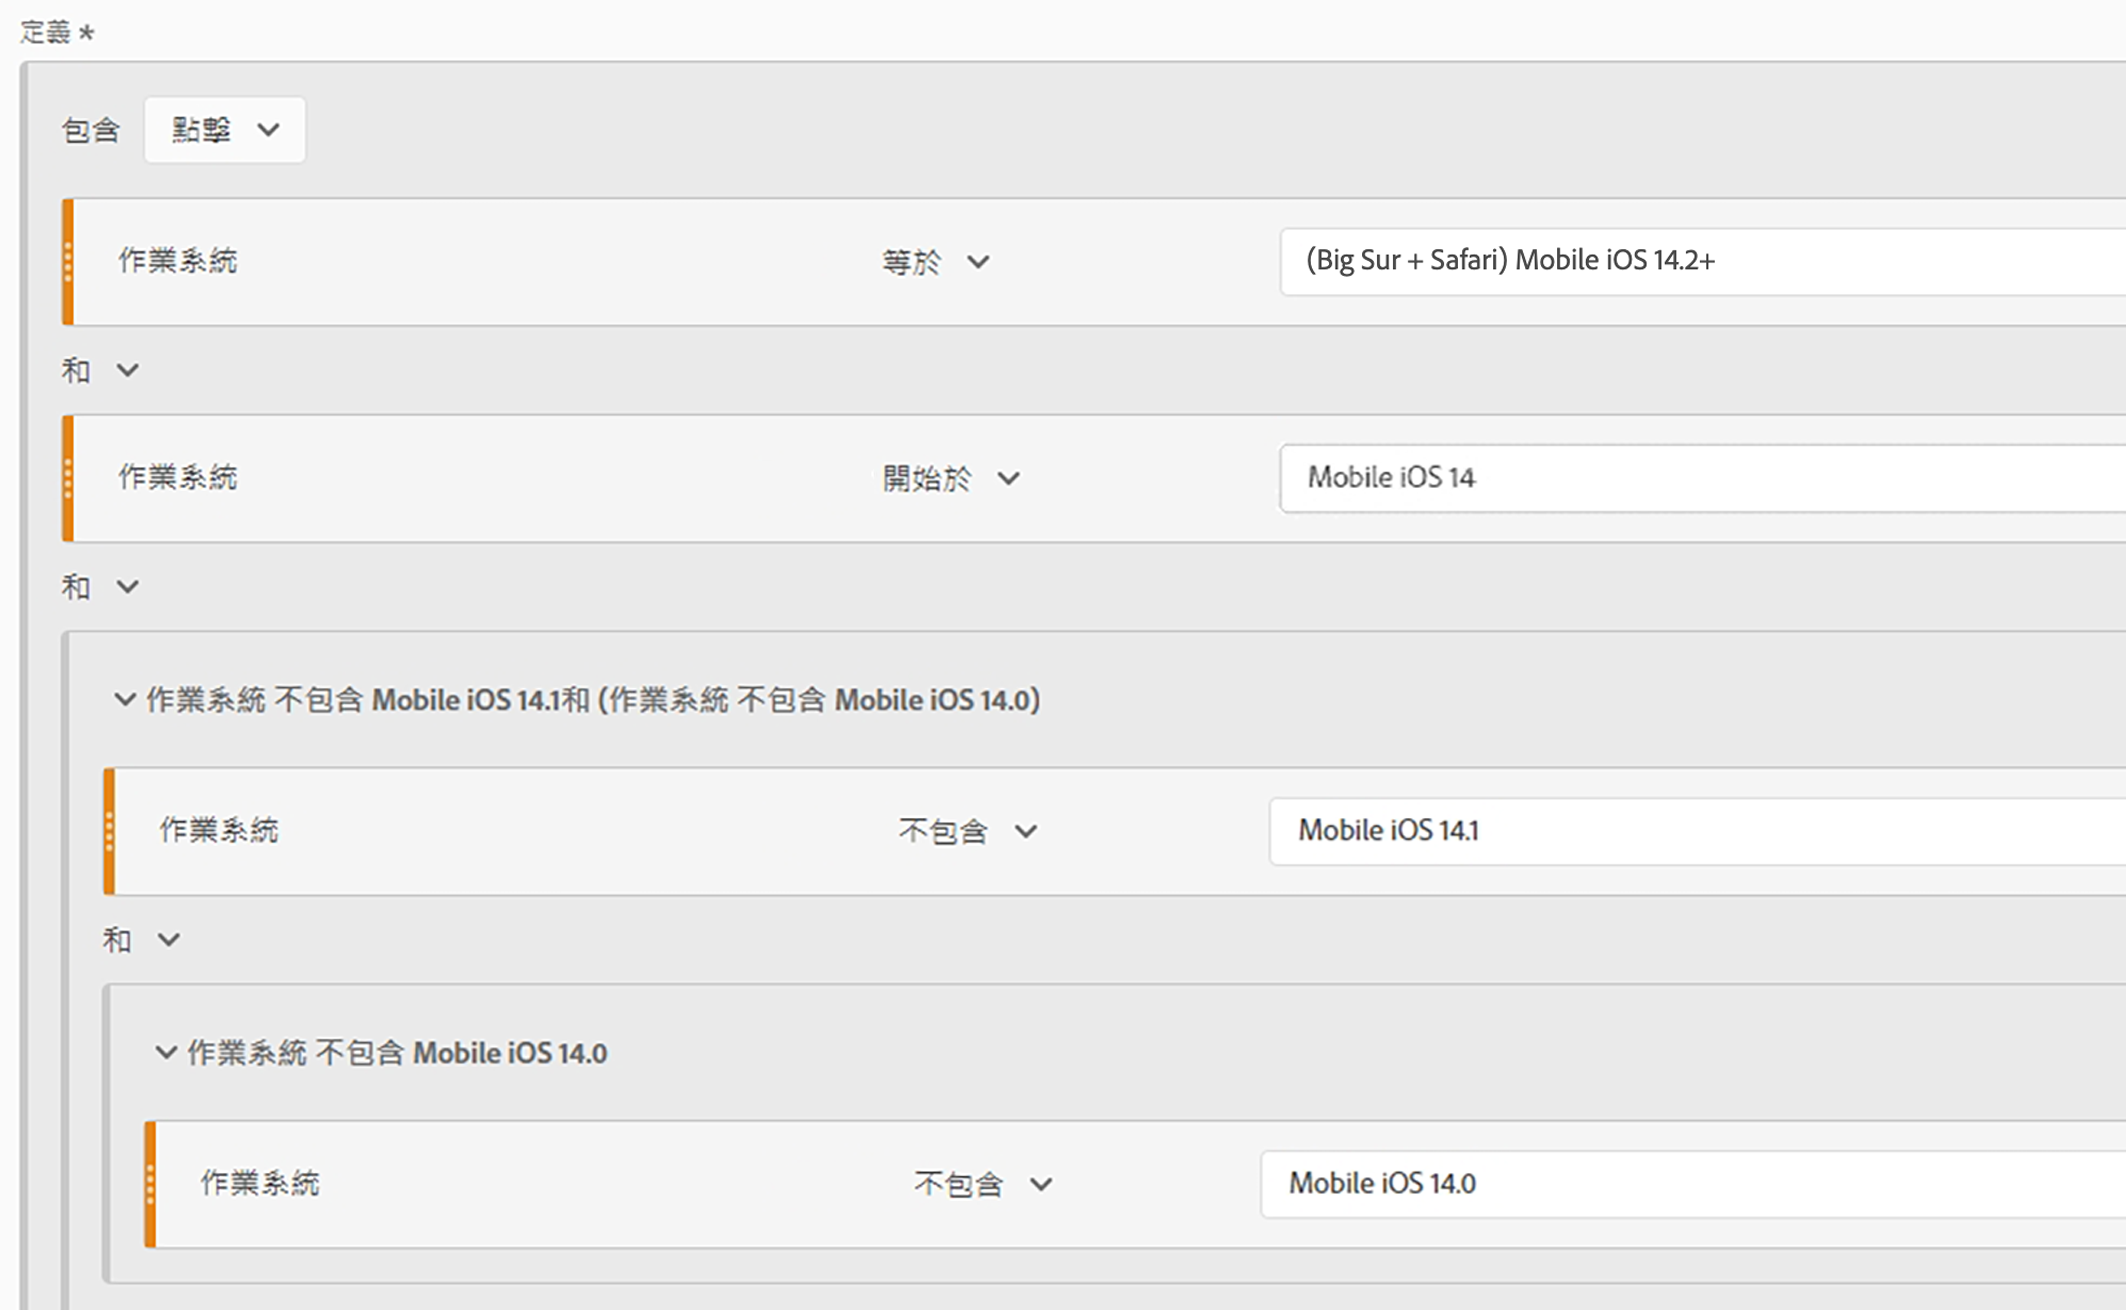 定義 *
包含 點擊
作業系統 等於 (Big Sur + Safari) Mobile iOS 14.2+
和
作業系統 開始於 Mobile iOS 14
和
作業系統 不包含 Mobile iOS 14.1和 (作業系統 不包含 Mobile iOS 14.0)
作業系統 不包含 Mobile iOS 14.1
和
作業系統 不包含 Mobile iOS 14.0
作業系統 不包含 Mobile iOS 14.0